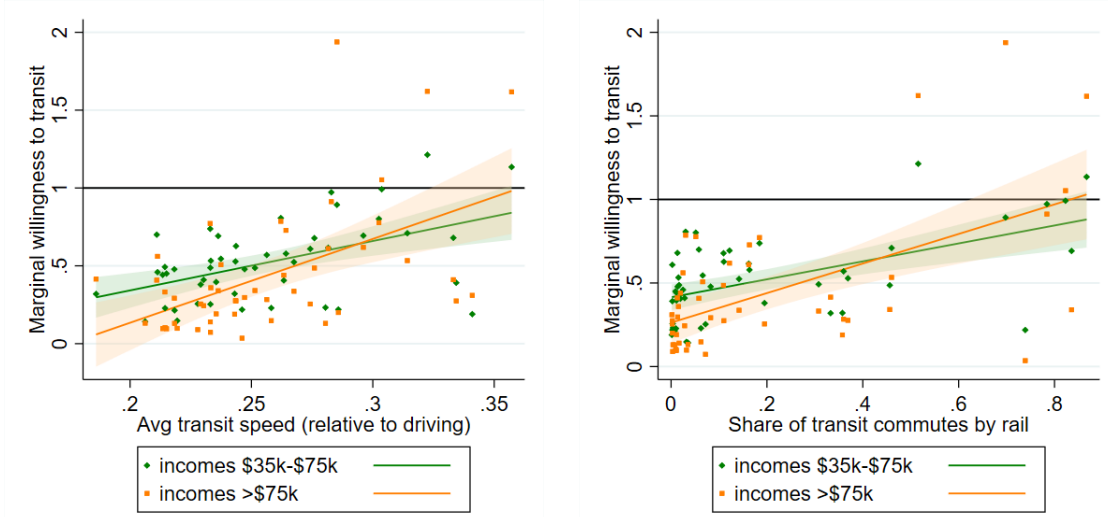 Marginal willingness to transit
2
1.5
1
.5
0
.2
.25
.3
.35
Avg transit speed (relative to driving)
incomes $35k-$75k
incomes >$75k
Marginal willingness to transit
2
1.5
1
.5
0
0
.2
.4
.6
.8
Share of transit commutes by rail
incomes $35k-$75k
incomes >$75k